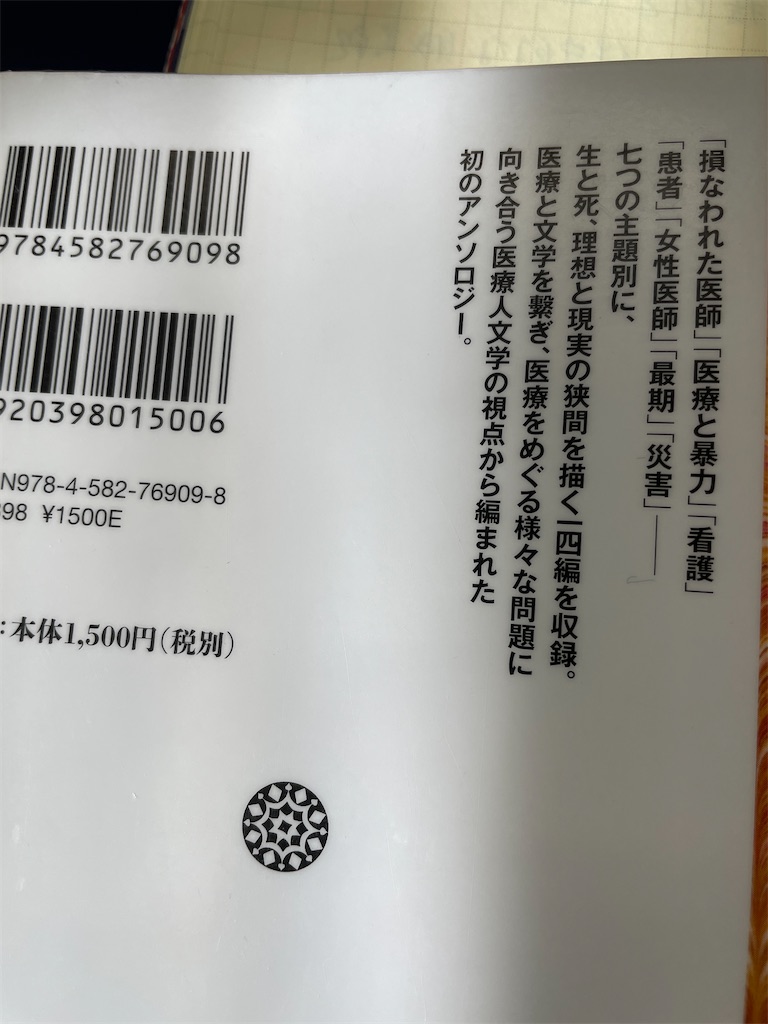 「損なわれた医師」「医療と暴力」「看護」
「患者」「女性医師」「最期」「災害」――
七つの主題別に、
生と死、理想と現実の狭間を描く一四編を収録。
医療と文学を繋ぎ、医療をめぐる様々な問題に
向き合う医療人文学の視点から編まれた
初のアンソロジー。
9784582769098
920398015006
N978-4-582-76909-8
398 ¥1500E
:本体1,500円(税別)